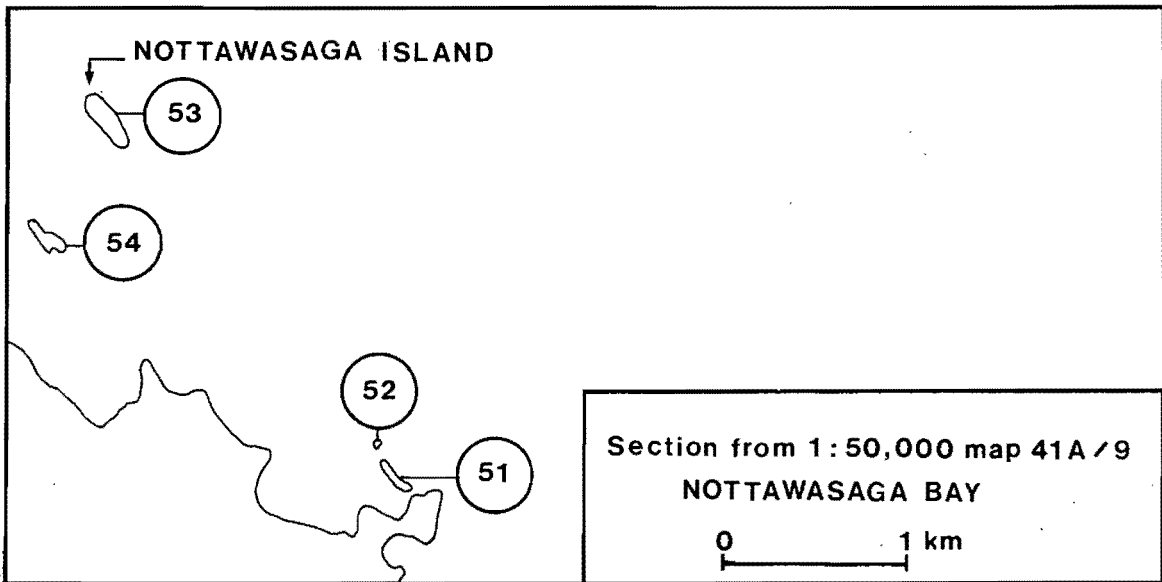 NOTTAWASAGA ISLAND
53
54
52
51
Section from 1:50,000 map 41A/9
NOTTAWASAGA BAY
0 1 km